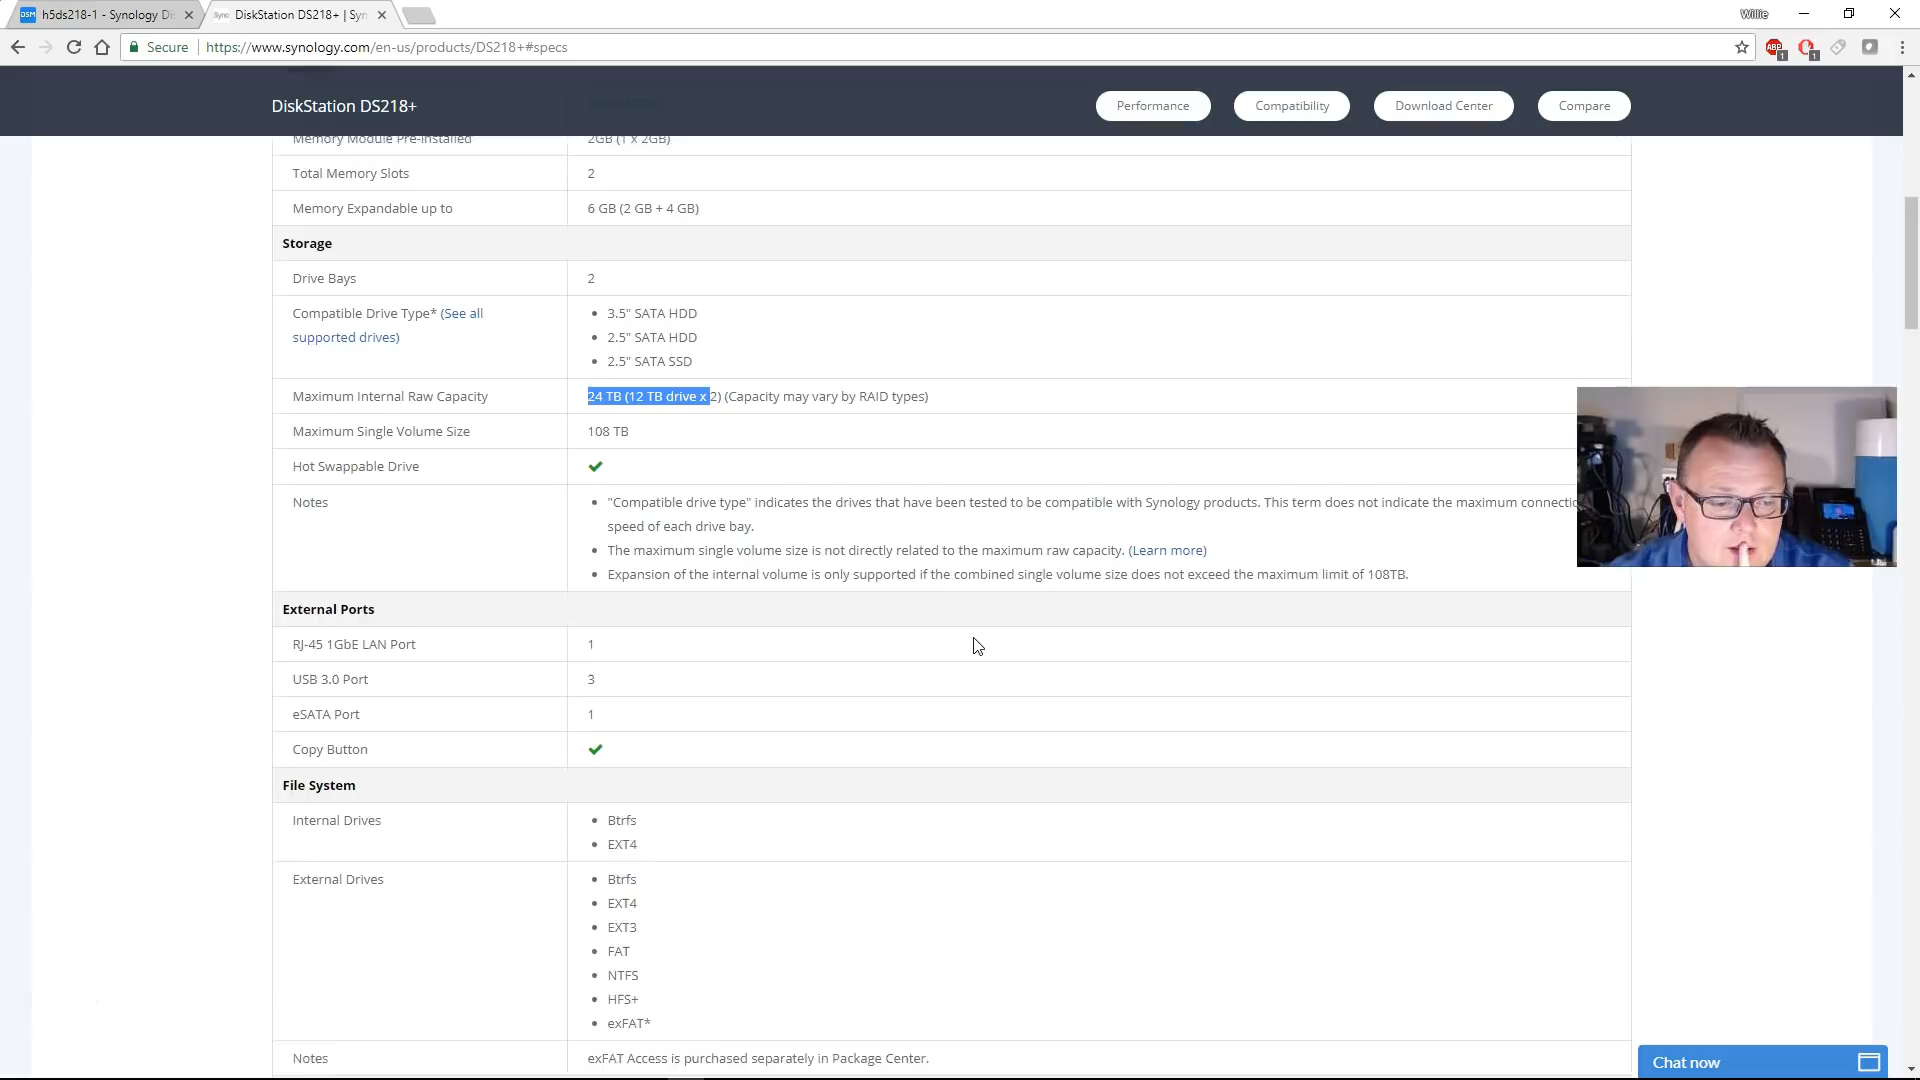 h5ds218-1 - Synology Di
DiskStation DS218+ | Syn
Willie
Secure
https://www.synology.com/en-us/products/DS218+#specs
ABP
1
1
DiskStation DS218+
Performance
Compatibility
Download Center
Compare
Memory Module Pre-installed
2GB (1 x 2GB)
Total Memory Slots
2
Memory Expandable up to
6 GB (2 GB + 4 GB)
Storage
Drive Bays
2
Compatible Drive Type* (See all
supported drives)
3.5" SATA HDD
2.5" SATA HDD
2.5" SATA SSD
Maximum Internal Raw Capacity
24 TB (12 TB drive x 2) (Capacity may vary by RAID types)
Maximum Single Volume Size
108 TB
Hot Swappable Drive
Notes
"Compatible drive type" indicates the drives that have been tested to be compatible with Synology products. This term does not indicate the maximum connectio
speed of each drive bay.
The maximum single volume size is not directly related to the maximum raw capacity. (Learn more)
Expansion of the internal volume is only supported if the combined single volume size does not exceed the maximum limit of 108TB.
External Ports
RJ-45 1GbE LAN Port
1
USB 3.0 Port
3
eSATA Port
1
Copy Button
File System
Internal Drives
Btrfs
EXT4
External Drives
Btrfs
EXT4
EXT3
FAT
NTFS
HFS+
exFAT*
Notes
exFAT Access is purchased separately in Package Center.
Chat now